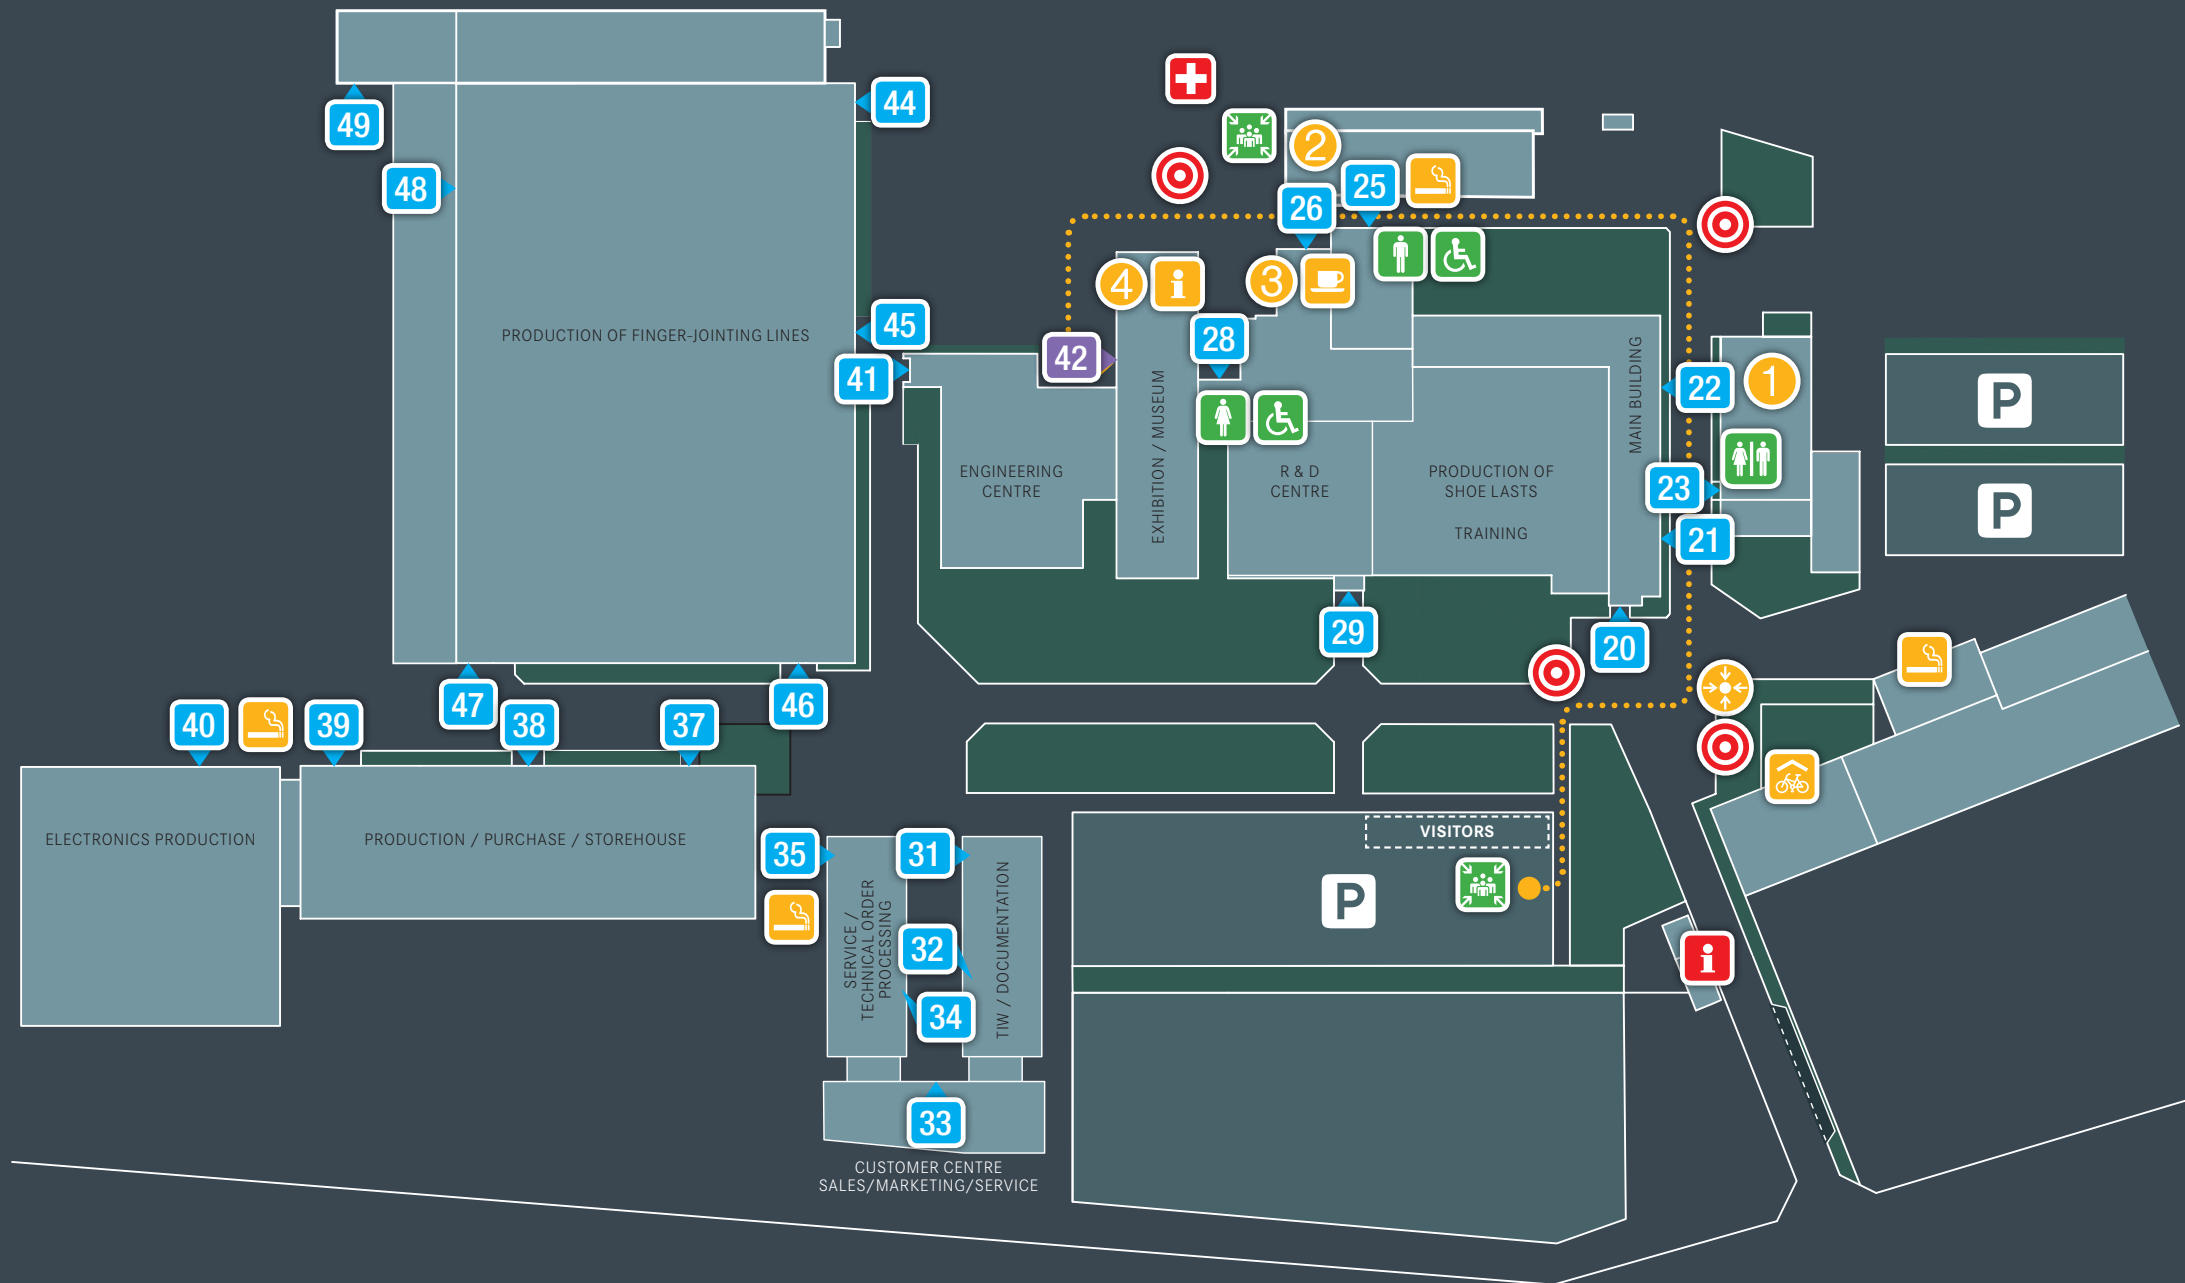 44
49
2
48
25
26
4
i
3
PRODUCTION OF FINGER-JOINTING LINES
45
28
42
41
22
1
P
MAIN BUILDING
EXHIBITION / MUSEUM
ENGINEERING
CENTRE
R & D
CENTRE
PRODUCTION OF
SHOE LASTS
TRAINING
23
21
P
29
20
47
46
40
39
38
37
ELECTRONICS PRODUCTION
PRODUCTION / PURCHASE / STOREHOUSE
35
31
VISITORS
P
SERVICE /
TECHNICAL ORDER
PROCESSING
TIW / DOCUMENTATION
32
34
i
33
CUSTOMER CENTRE
SALES/MARKETING/SERVICE